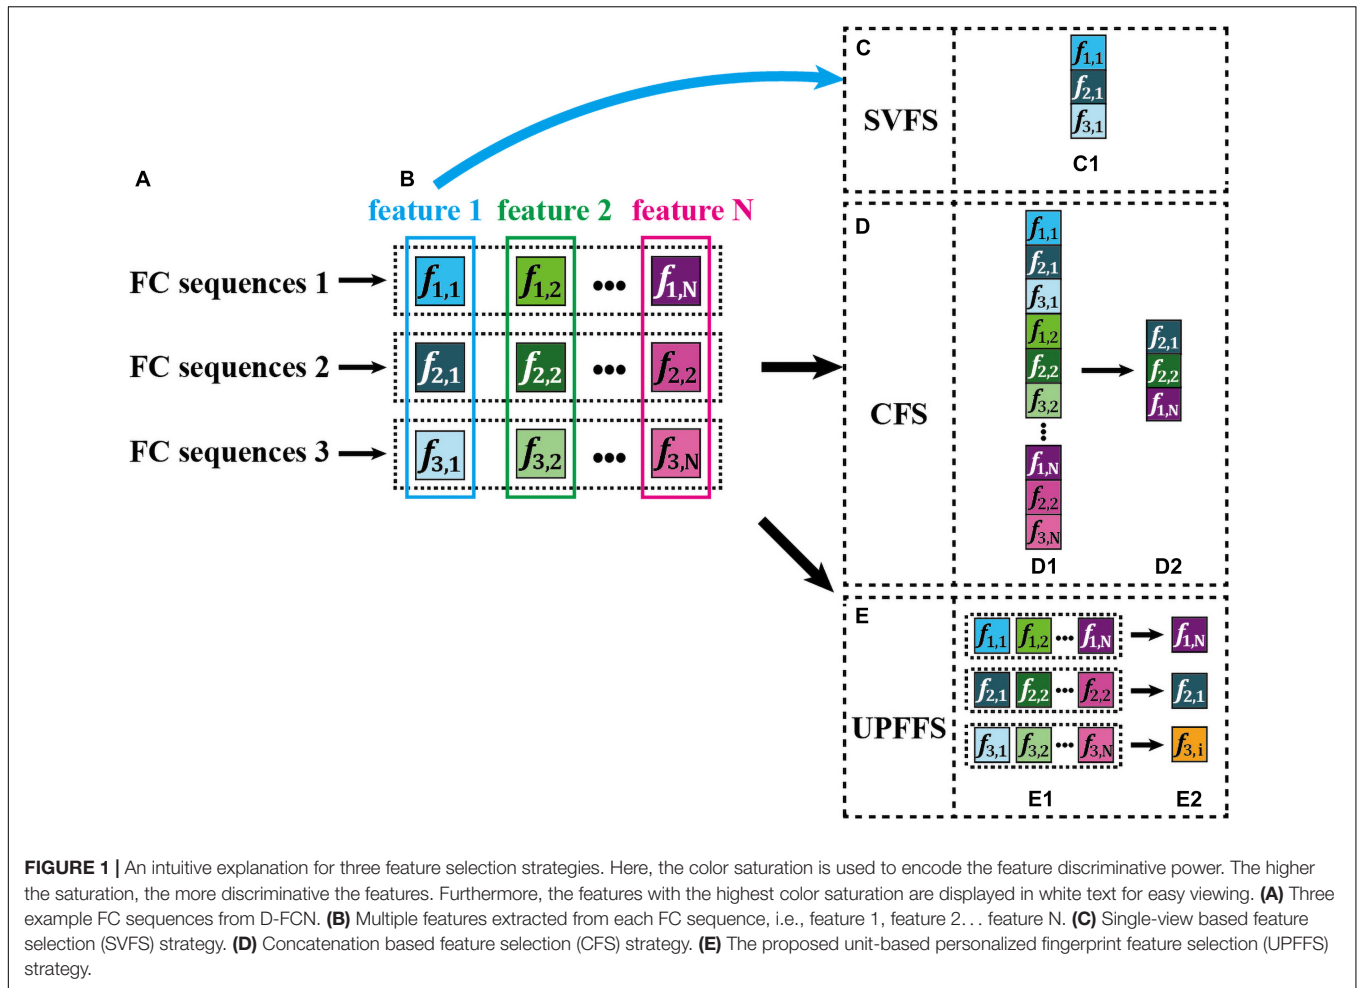 A
B
feature 1 feature 2 feature N
FC sequences 1
f1,1 f1,2 ••• f1,N
FC sequences 2
f2,1 f2,2 ••• f2,2
FC sequences 3
f3,1 f3,2 ••• f3,N
C
SVFS
f1,1
f2,1
f3,1
C1
D
CFS
f1,1
f2,1
f3,1
f1,2
f2,2
f3,2
f1,N
f2,2
f3,N
D1
f2,1
f2,2
f1,N
D2
E
UPFFS
f1,1 f1,2 ••• f1,N f1,N
f2,1 f2,2 ••• f2,2 f2,1
f3,1 f3,2 ••• f3,N f3,i
E1
E2
FIGURE 1 | An intuitive explanation for three feature selection strategies. Here, the color saturation is used to encode the feature discriminative power. The higher
the saturation, the more discriminative the features. Furthermore, the features with the highest color saturation are displayed in white text for easy viewing. (A) Three
example FC sequences from D-FCN. (B) Multiple features extracted from each FC sequence, i.e., feature 1, feature 2... feature N. (C) Single-view based feature
selection (SVFS) strategy. (D) Concatenation based feature selection (CFS) strategy. (E) The proposed unit-based personalized fingerprint feature selection (UPFFS)
strategy.